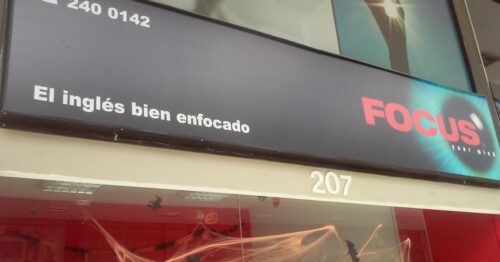 240 0142
El inglés bien enfocado
FOCUS
your mind
207